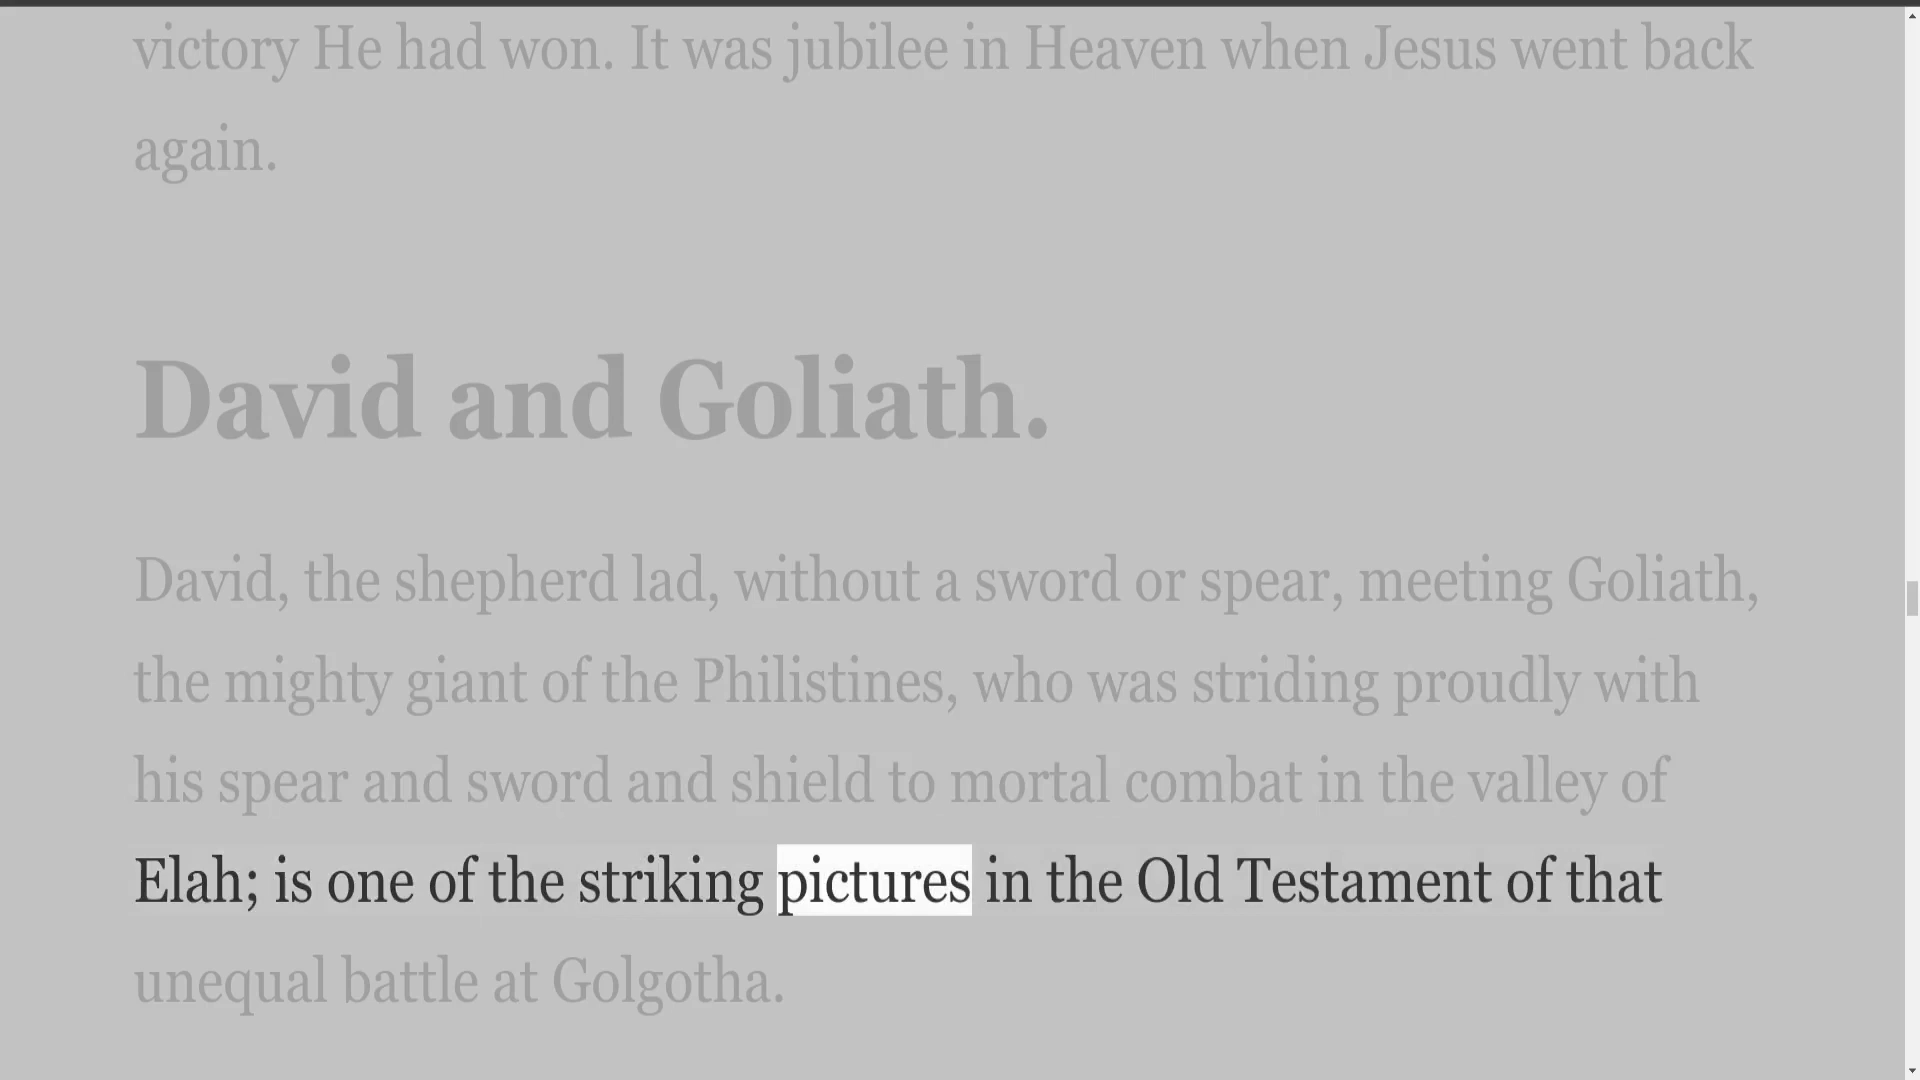 victory He had won. It was jubilee in Heaven when Jesus went back
again.
David and Goliath.
David, the shepherd lad, without a sword or spear, meeting Goliath,
the mighty giant of the Philistines, who was striding proudly with
his spear and sword and shield to mortal combat in the valley of
Elah; is one of the striking pictures in the Old Testament of that
unequal battle at Golgotha.